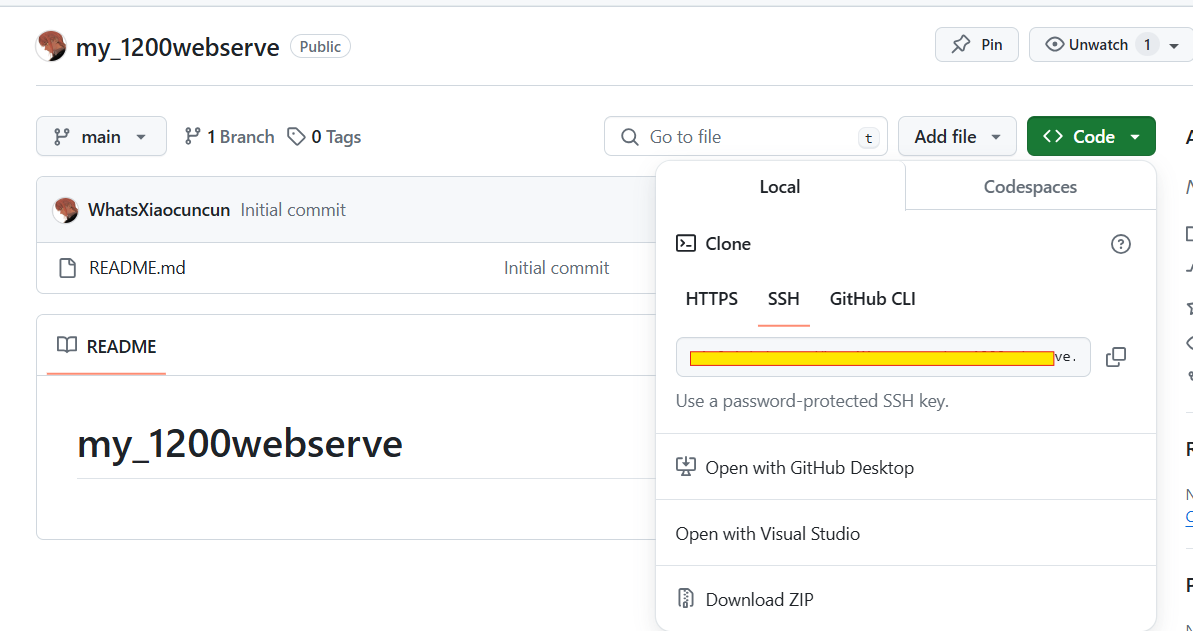 my_1200webserve Public Pin Unwatch 1
main 1 Branch 0 Tags Go to file t Add file Code
Local Codespaces
WhatsXiaocuncun Initial commit
Clone
README.md Initial commit
HTTPS SSH GitHub CLI
README
ve.
Use a password-protected SSH key.
my_1200webserve
Open with GitHub Desktop
Open with Visual Studio
Download ZIP